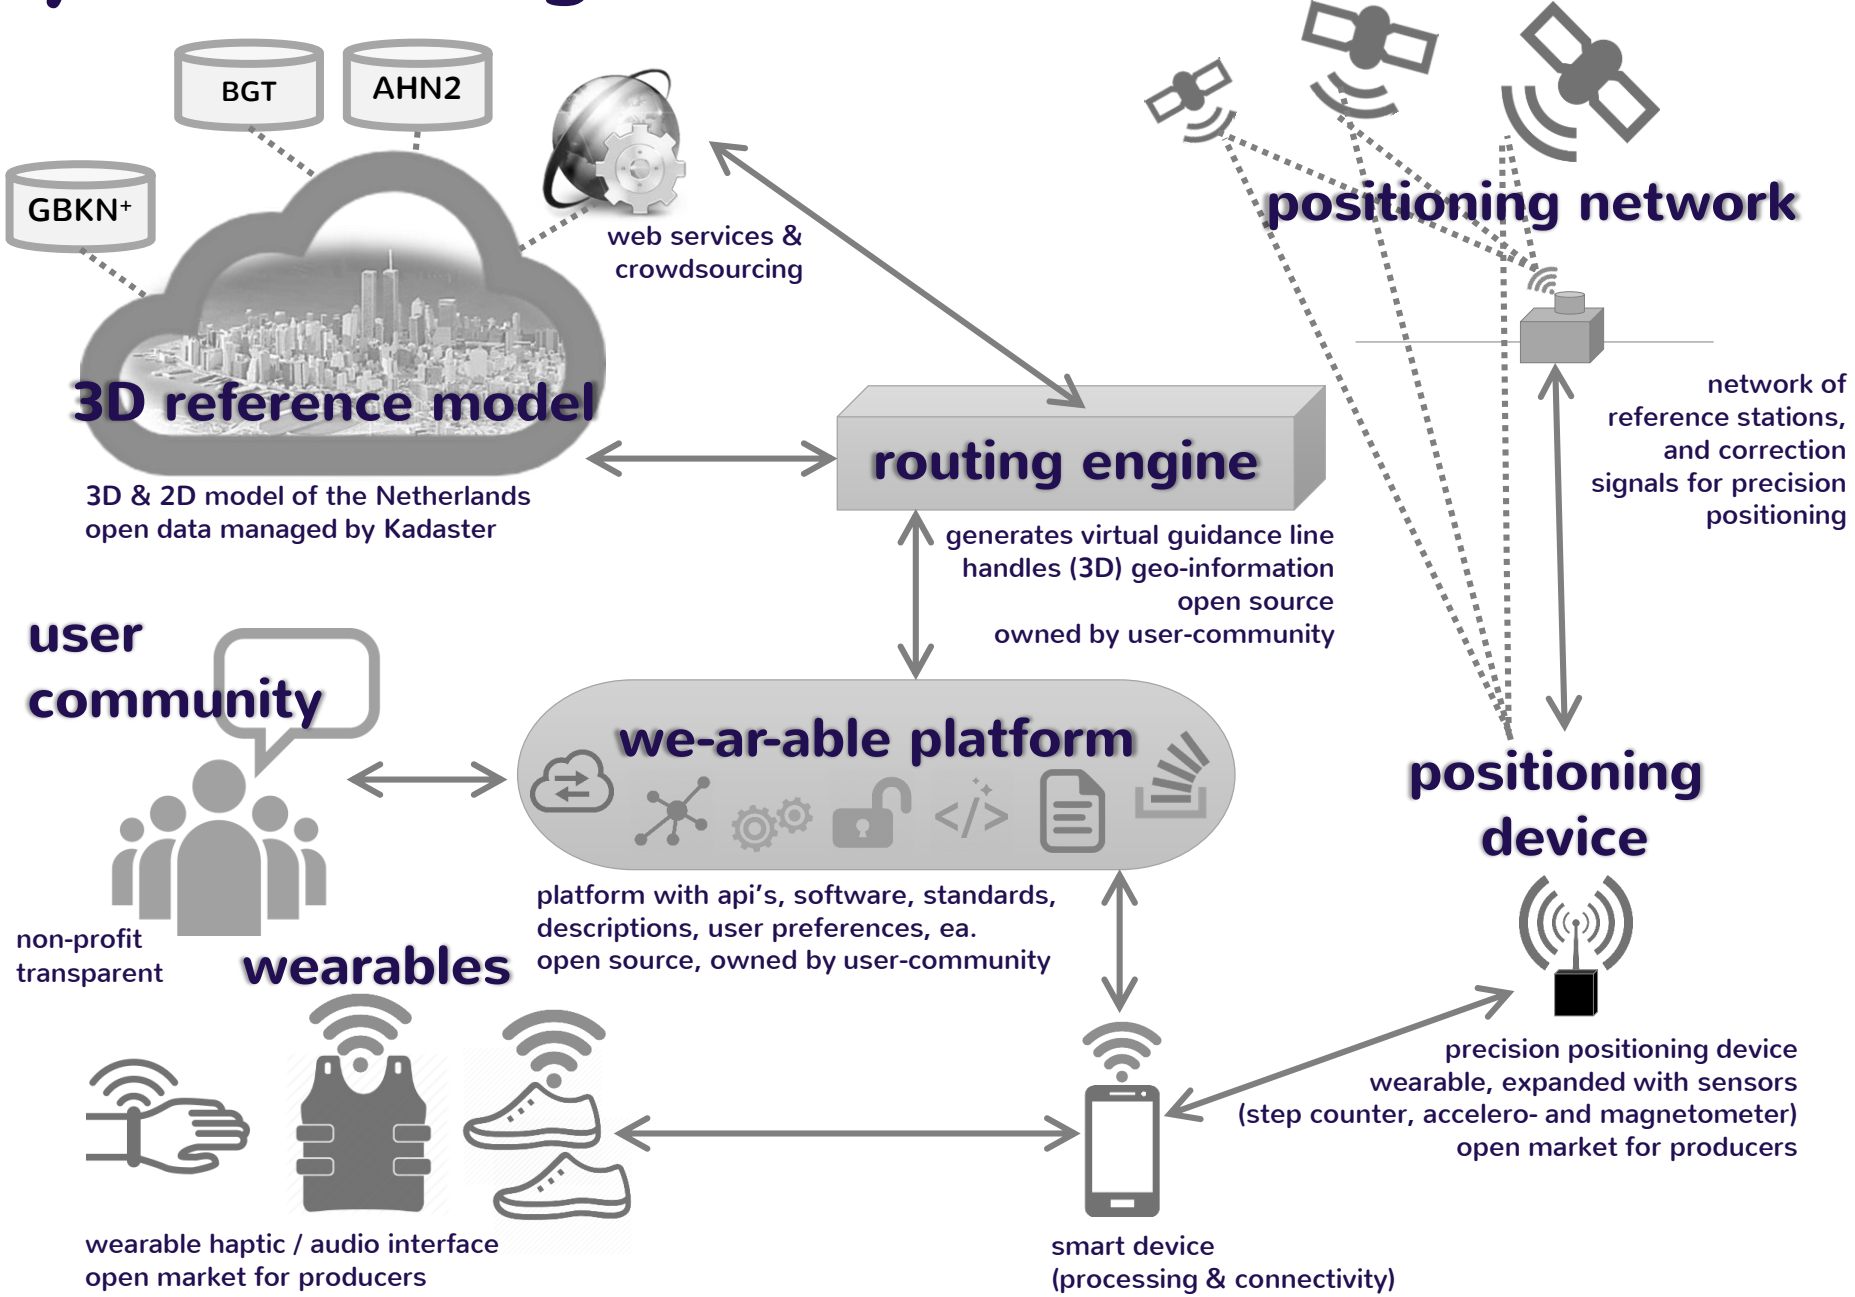 BGT
AHN2
GBKN+
web services &
crowdsourcing
positioning network
3D reference model
3D & 2D model of the Netherlands
open data managed by Kadaster
routing engine
generates virtual guidance line
handles (3D) geo-information
open source
owned by user-community
network of
reference stations,
and correction
signals for precision
positioning
user
community
non-profit
transparent
we-ar-able platform
</>
platform with api's, software, standards,
descriptions, user preferences, ea.
open source, owned by user-community
positioning
device
precision positioning device
wearable, expanded with sensors
(step counter, accelero- and magnetometer)
open market for producers
wearables
wearable haptic / audio interface
open market for producers
smart device
(processing & connectivity)